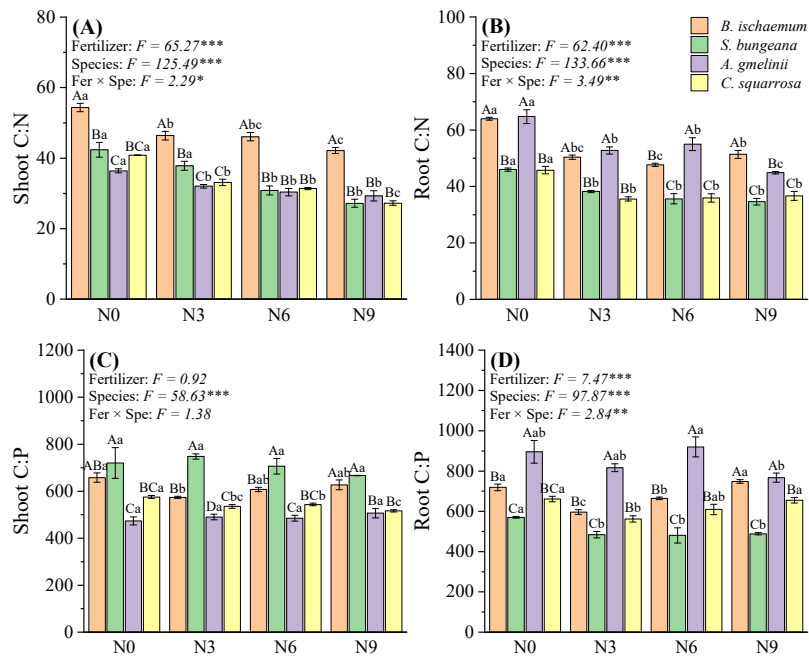 (A)
Fertilizer: F = 65.27***
Species: F = 125.49***
Fer × Spe: F = 2.29*
Shoot C:N
80
60
40
20
0
Aa
Ba
Ca
BCa
Ab
Ba
Cb
Cb
Abc
Bb
Bb
Bb
Ac
Bb
Bb
Bc
N0 N3 N6 N9
(B)
Fertilizer: F = 62.40***
Species: F = 133.66***
Fer × Spe: F = 3.49**
B. ischaemum
S. bungeana
A. gmelinii
C. squarrosa
Root C:N
100
80
60
40
20
0
Aa
Ba
Aa
Ba
Abc
Bb
Ab
Bb
Bc
Cb
Ab
Cb
Ab
Cb
Bc
Cb
N0 N3 N6 N9
(C)
Fertilizer: F = 0.92
Species: F = 58.63***
Fer × Spe: F = 1.38
Shoot C:P
1200
1000
800
600
400
200
0
ABa
Aa
Ca
BCa
Bb
Aa
Da
Cbc
Bab
Aa
Ca
BCb
Aab
Aa
Ba
Bc
N0 N3 N6 N9
(D)
Fertilizer: F = 7.47***
Species: F = 97.87***
Fer × Spe: F = 2.84**
Root C:P
1400
1200
1000
800
600
400
200
0
Ba
Ca
Aab
BCa
Bc
Cb
Aab
Bb
Bb
Cb
Aa
Bab
Aa
Cb
Ab
Ba
N0 N3 N6 N9